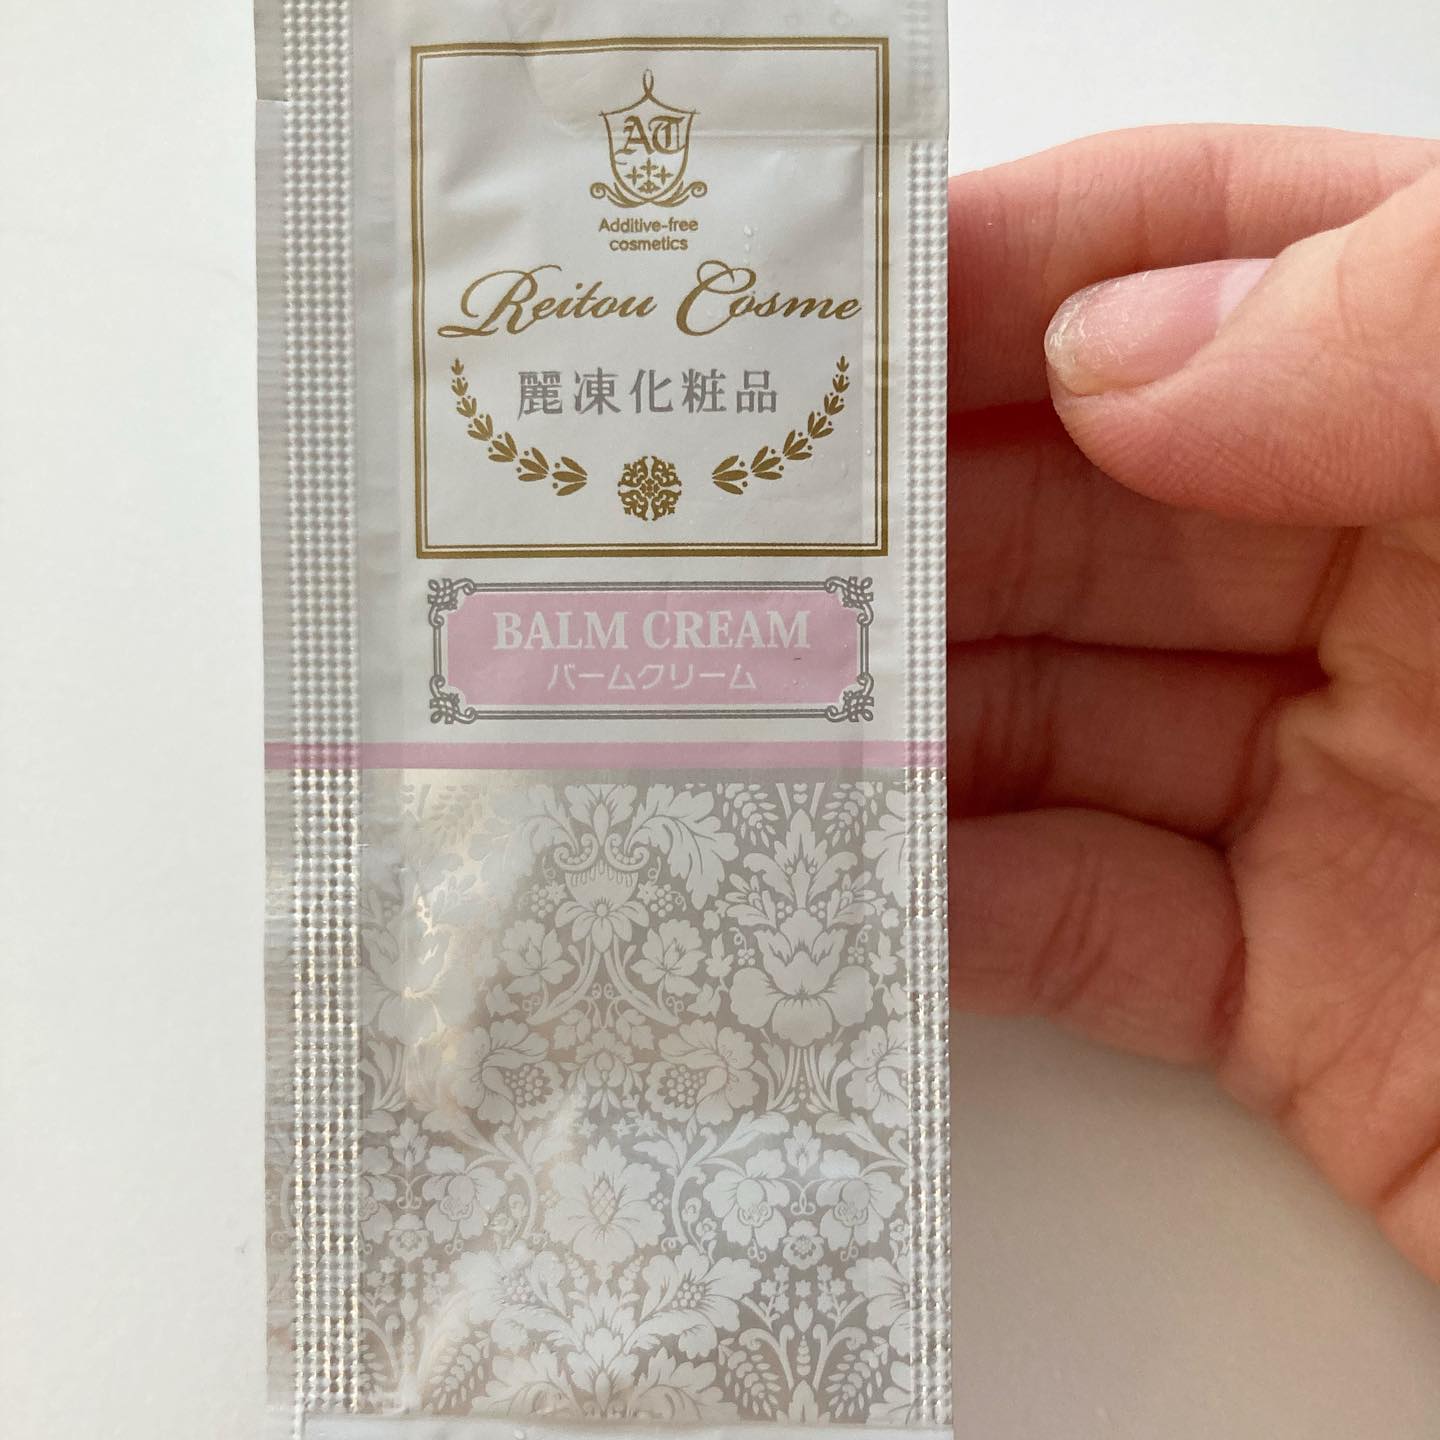 AT
Additive-free
cosmetics
Reitou Cosme
麗凍化粧品
BALM CREAM
バームクリーム